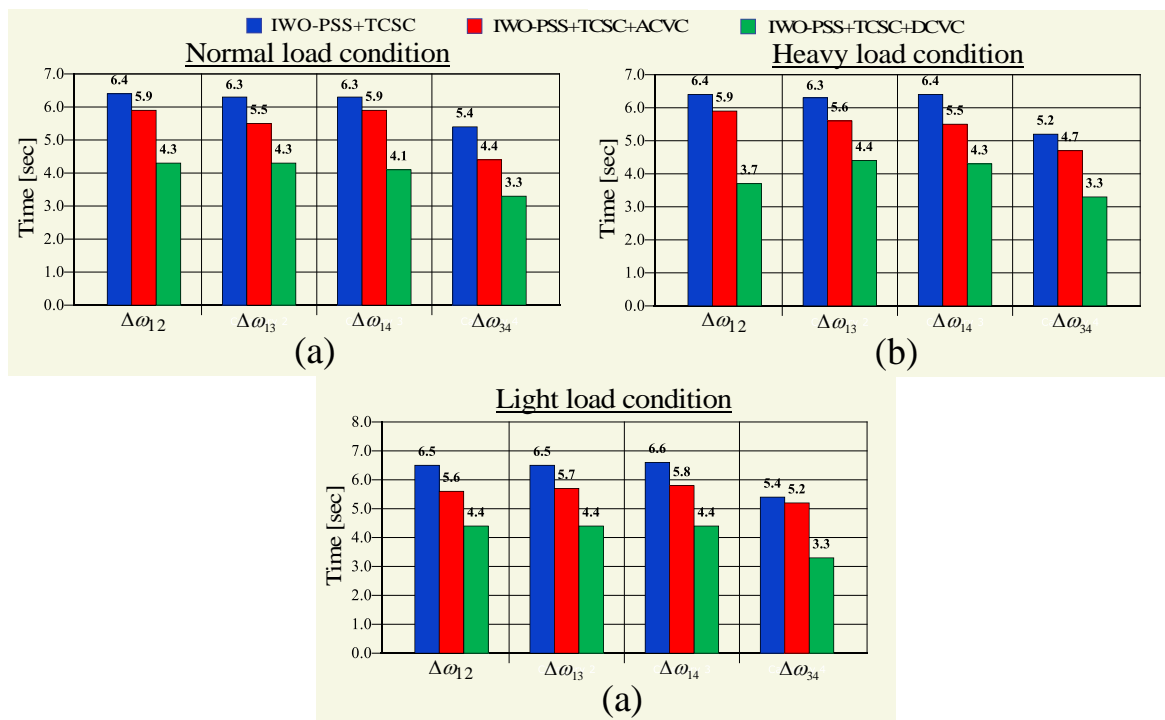 IWO-PSS+TCSC IWO-PSS+TCSC+ACVC IWO-PSS+TCSC+DCVC
Normal load condition
Time [sec]
7.0
6.0
5.0
4.0
3.0
2.0
1.0
0.0
6.4 5.9 4.3 6.3 5.5 4.3 6.3 5.9 4.1 5.4 4.4 3.3
Δω12 Δω13 Δω14 Δω34
(a)
Heavy load condition
Time [sec]
7.0
6.0
5.0
4.0
3.0
2.0
1.0
0.0
6.4 5.9 3.7 6.3 5.6 4.4 6.4 5.5 4.3 5.2 4.7 3.3
Δω12 Δω13 Δω14 Δω34
(b)
Light load condition
Time [sec]
8.0
7.0
6.0
5.0
4.0
3.0
2.0
1.0
0.0
6.5 5.6 4.4 6.5 5.7 4.4 6.6 5.8 4.4 5.4 5.2 3.3
Δω12 Δω13 Δω14 Δω34
(a)